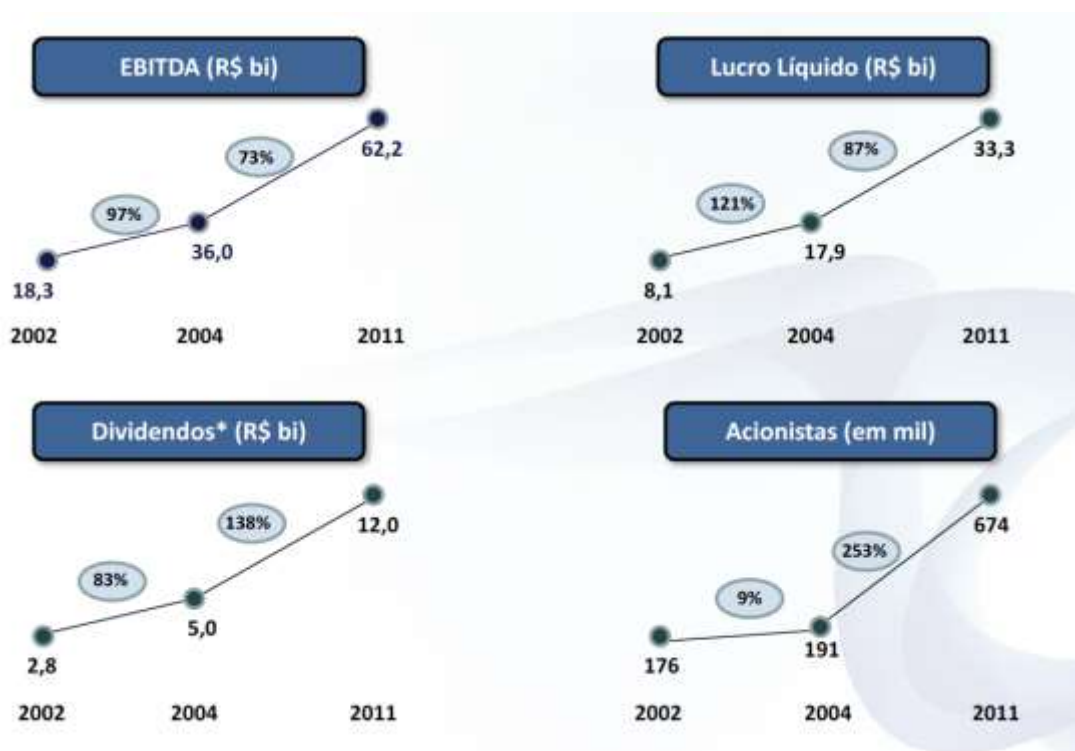 EBITDA (R$ bi)
73%
62,2
97%
36,0
18,3
2002 2004 2011
Lucro Líquido (R$ bi)
87%
33,3
121%
17,9
8,1
2002 2004 2011
Dividendos* (R$ bi)
138%
12,0
83%
5,0
2,8
2002 2004 2011
Acionistas (em mil)
674
253%
9%
191
176
2002 2004 2011